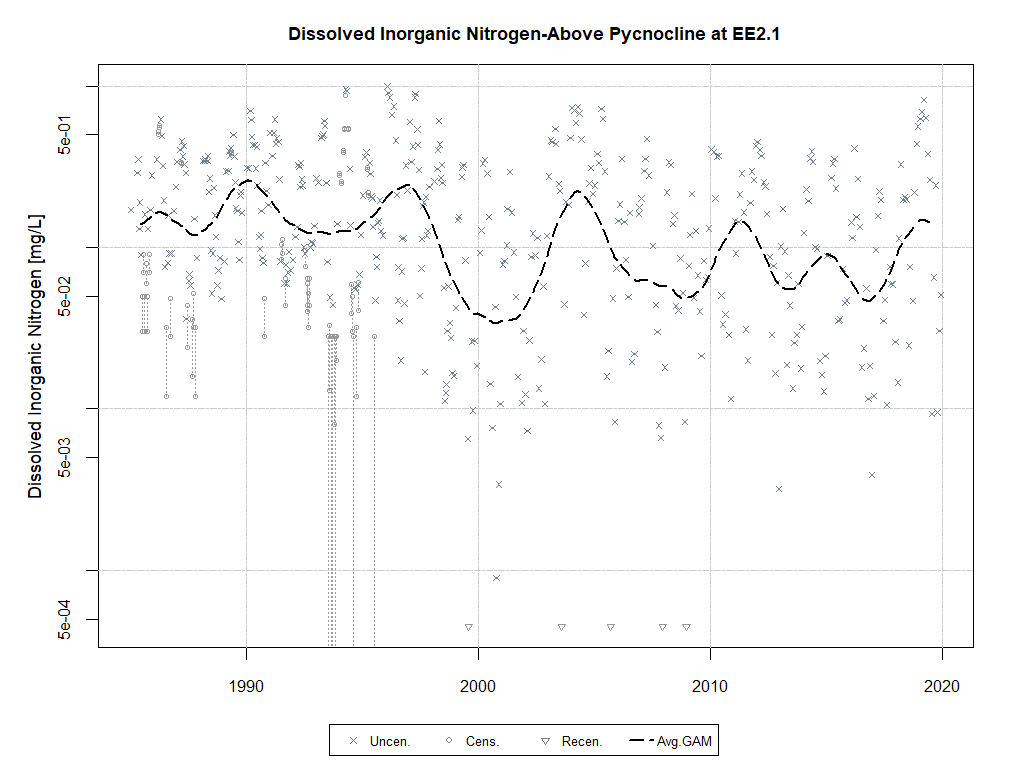 Dissolved Inorganic Nitrogen-Above Pycnocline at EE2.1
Dissolved Inorganic Nitrogen [mg/L]
5e-01
5e-02
5e-03
5e-04
1990 2000 2010 2020
Uncen. Cens. Recen. Avg.GAM